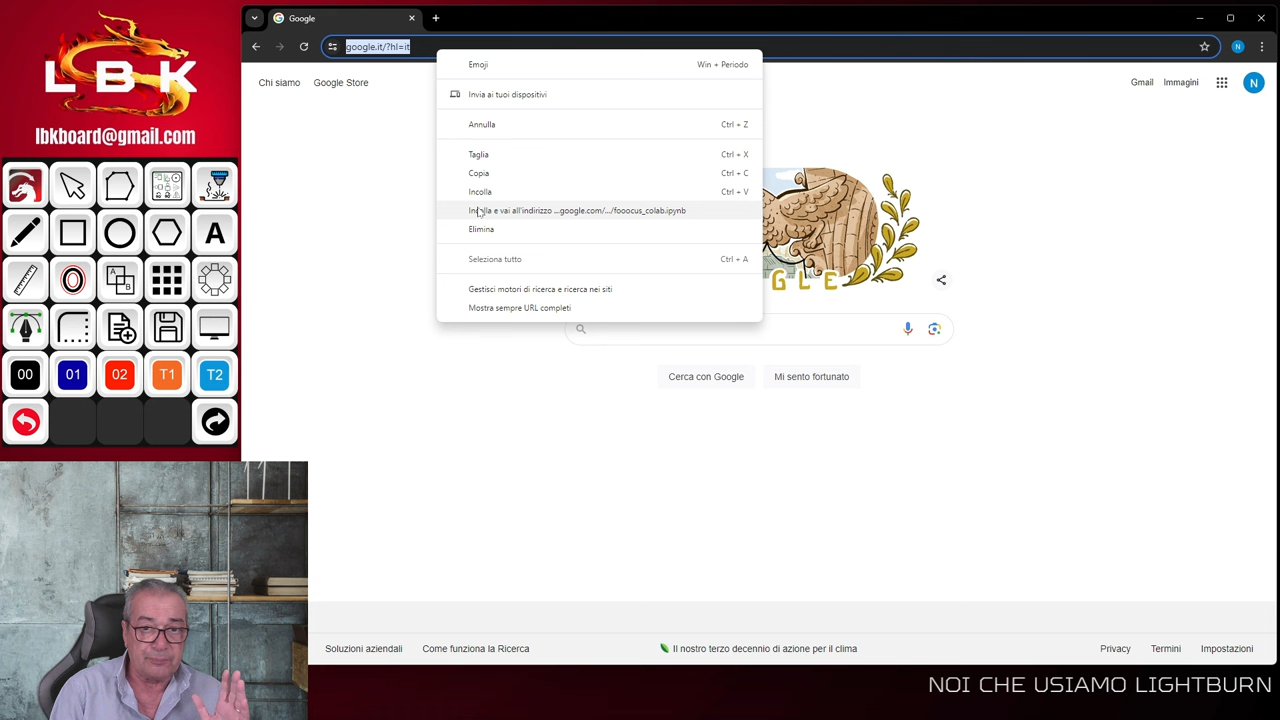 LBK
lbkboard@gmail.com
A
A
B
00
01
02
T1
T2
Google
google.it/?hl=it
N
Chi siamo
Google Store
Gmail
Immagini
N
Emoji
Win + Periodo
Invia ai tuoi dispositivi
Annulla
Ctrl + Z
Taglia
Ctrl + X
Copia
Ctrl + C
Incolla
Ctrl + V
Incolla e vai all'indirizzo ...google.com/.../fooocus_colab.ipynb
Elimina
Seleziona tutto
Ctrl + A
Gestisci motori di ricerca e ricerca nei siti
Mostra sempre URL completi
GLE
Cerca con Google
Mi sento fortunato
Soluzioni aziendali
Come funziona la Ricerca
Il nostro terzo decennio di azione per il clima
Privacy
Termini
Impostazioni
NOI CHE USIAMO LIGHTBURN